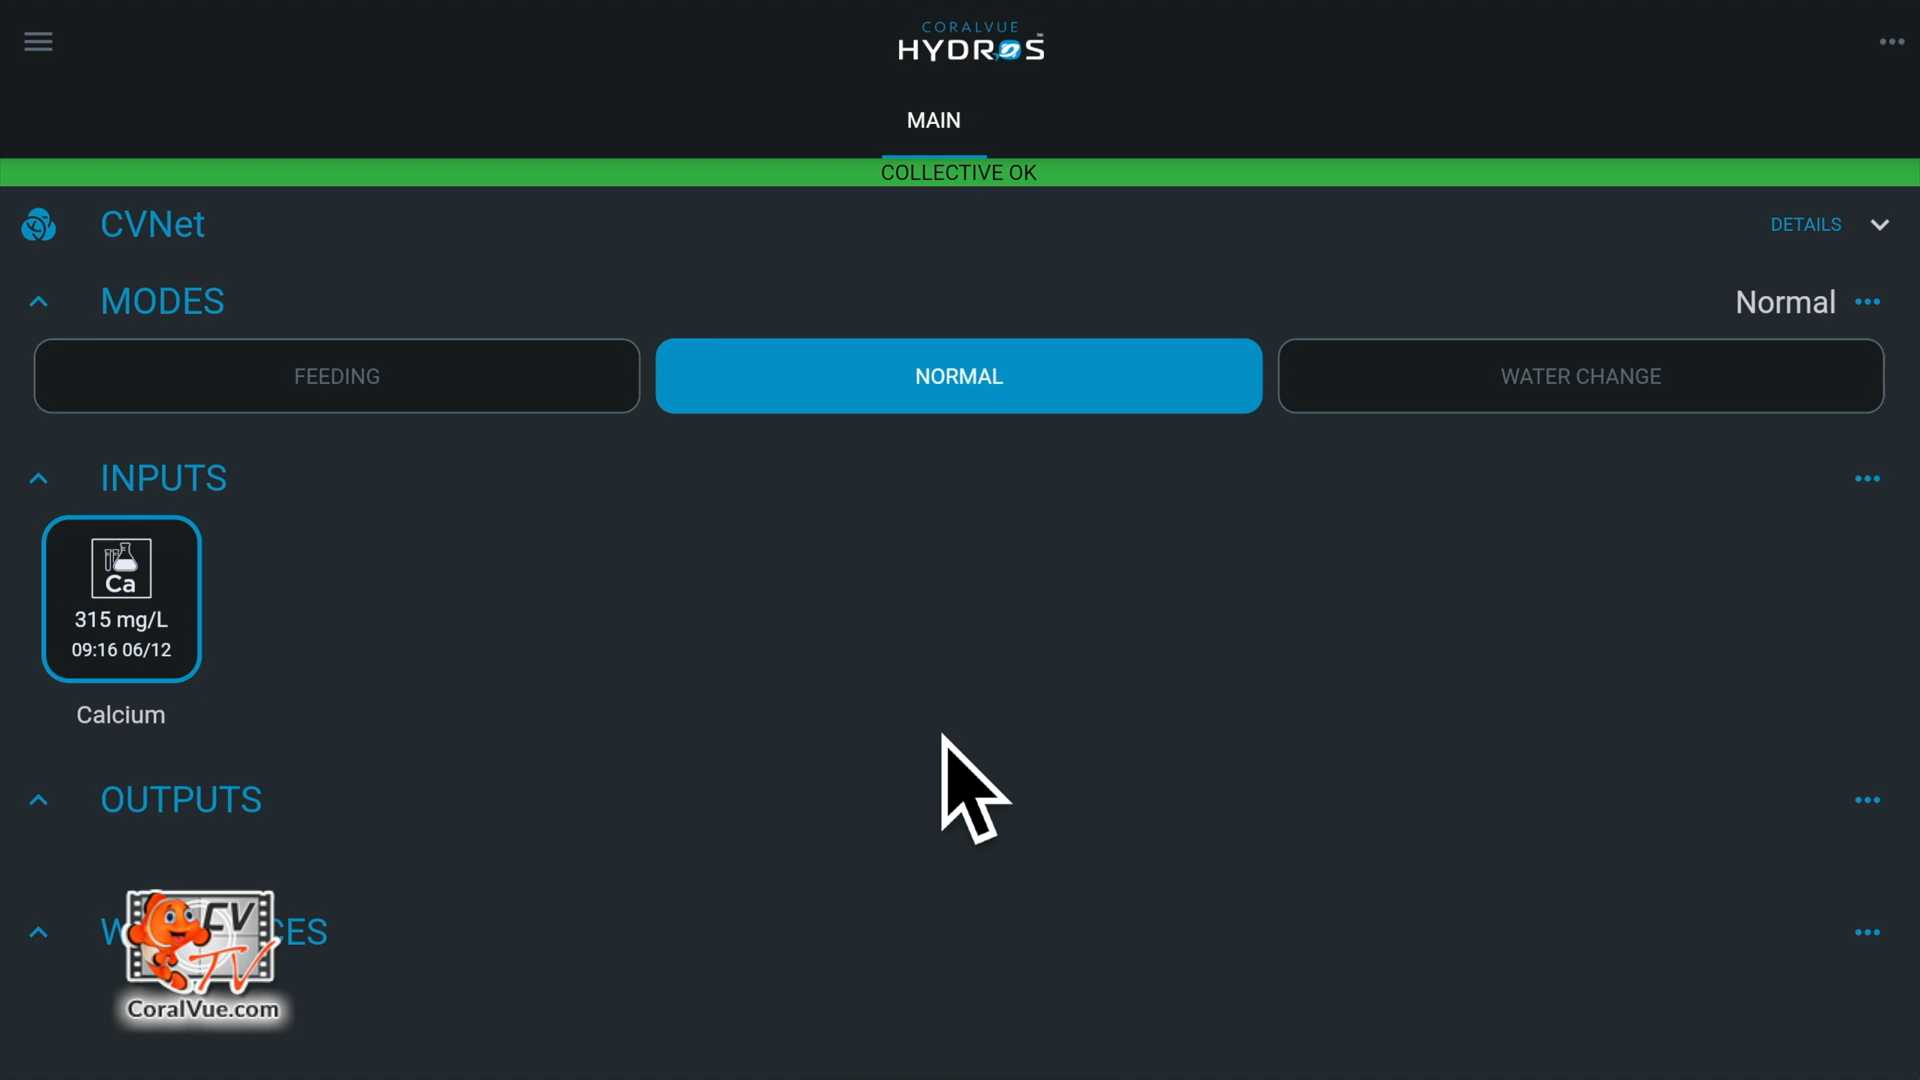 CORALVUE
HYDROS
MAIN
COLLECTIVE OK
CVNet
DETAILS
MODES
Normal
FEEDING
NORMAL
WATER CHANGE
INPUTS
Ca
315 mg/L
09:16 06/12
Calcium
OUTPUTS
CV
TV
CoralVue.com